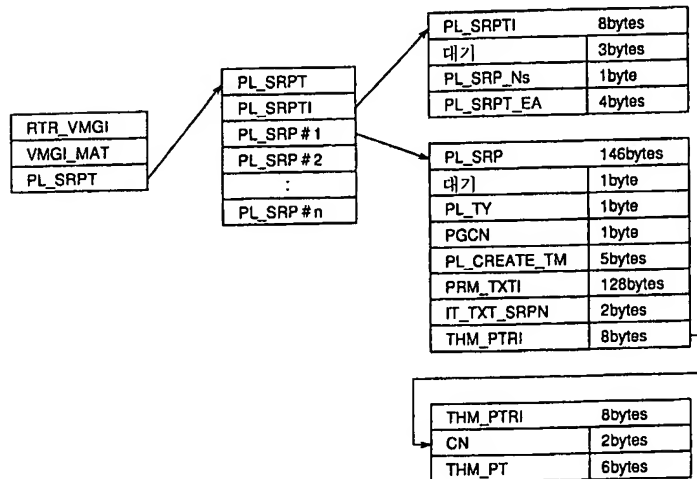 RTR_VMGI
VMGI_MAT
PL_SRPT
PL_SRPT
PL_SRPTI
PL_SRP # 1
PL_SRP # 2
:
PL_SRP # n
PL_SRPTI 8bytes
대기 3bytes
PL_SRP_Ns 1byte
PL_SRPT_EA 4bytes
PL_SRP 146bytes
대기 1byte
PL_TY 1byte
PGCN 1byte
PL_CREATE_TM 5bytes
PRM_TXTI 128bytes
IT_TXT_SRPN 2bytes
THM_PTRI 8bytes
THM_PTRI 8bytes
CN 2bytes
THM_PT 6bytes